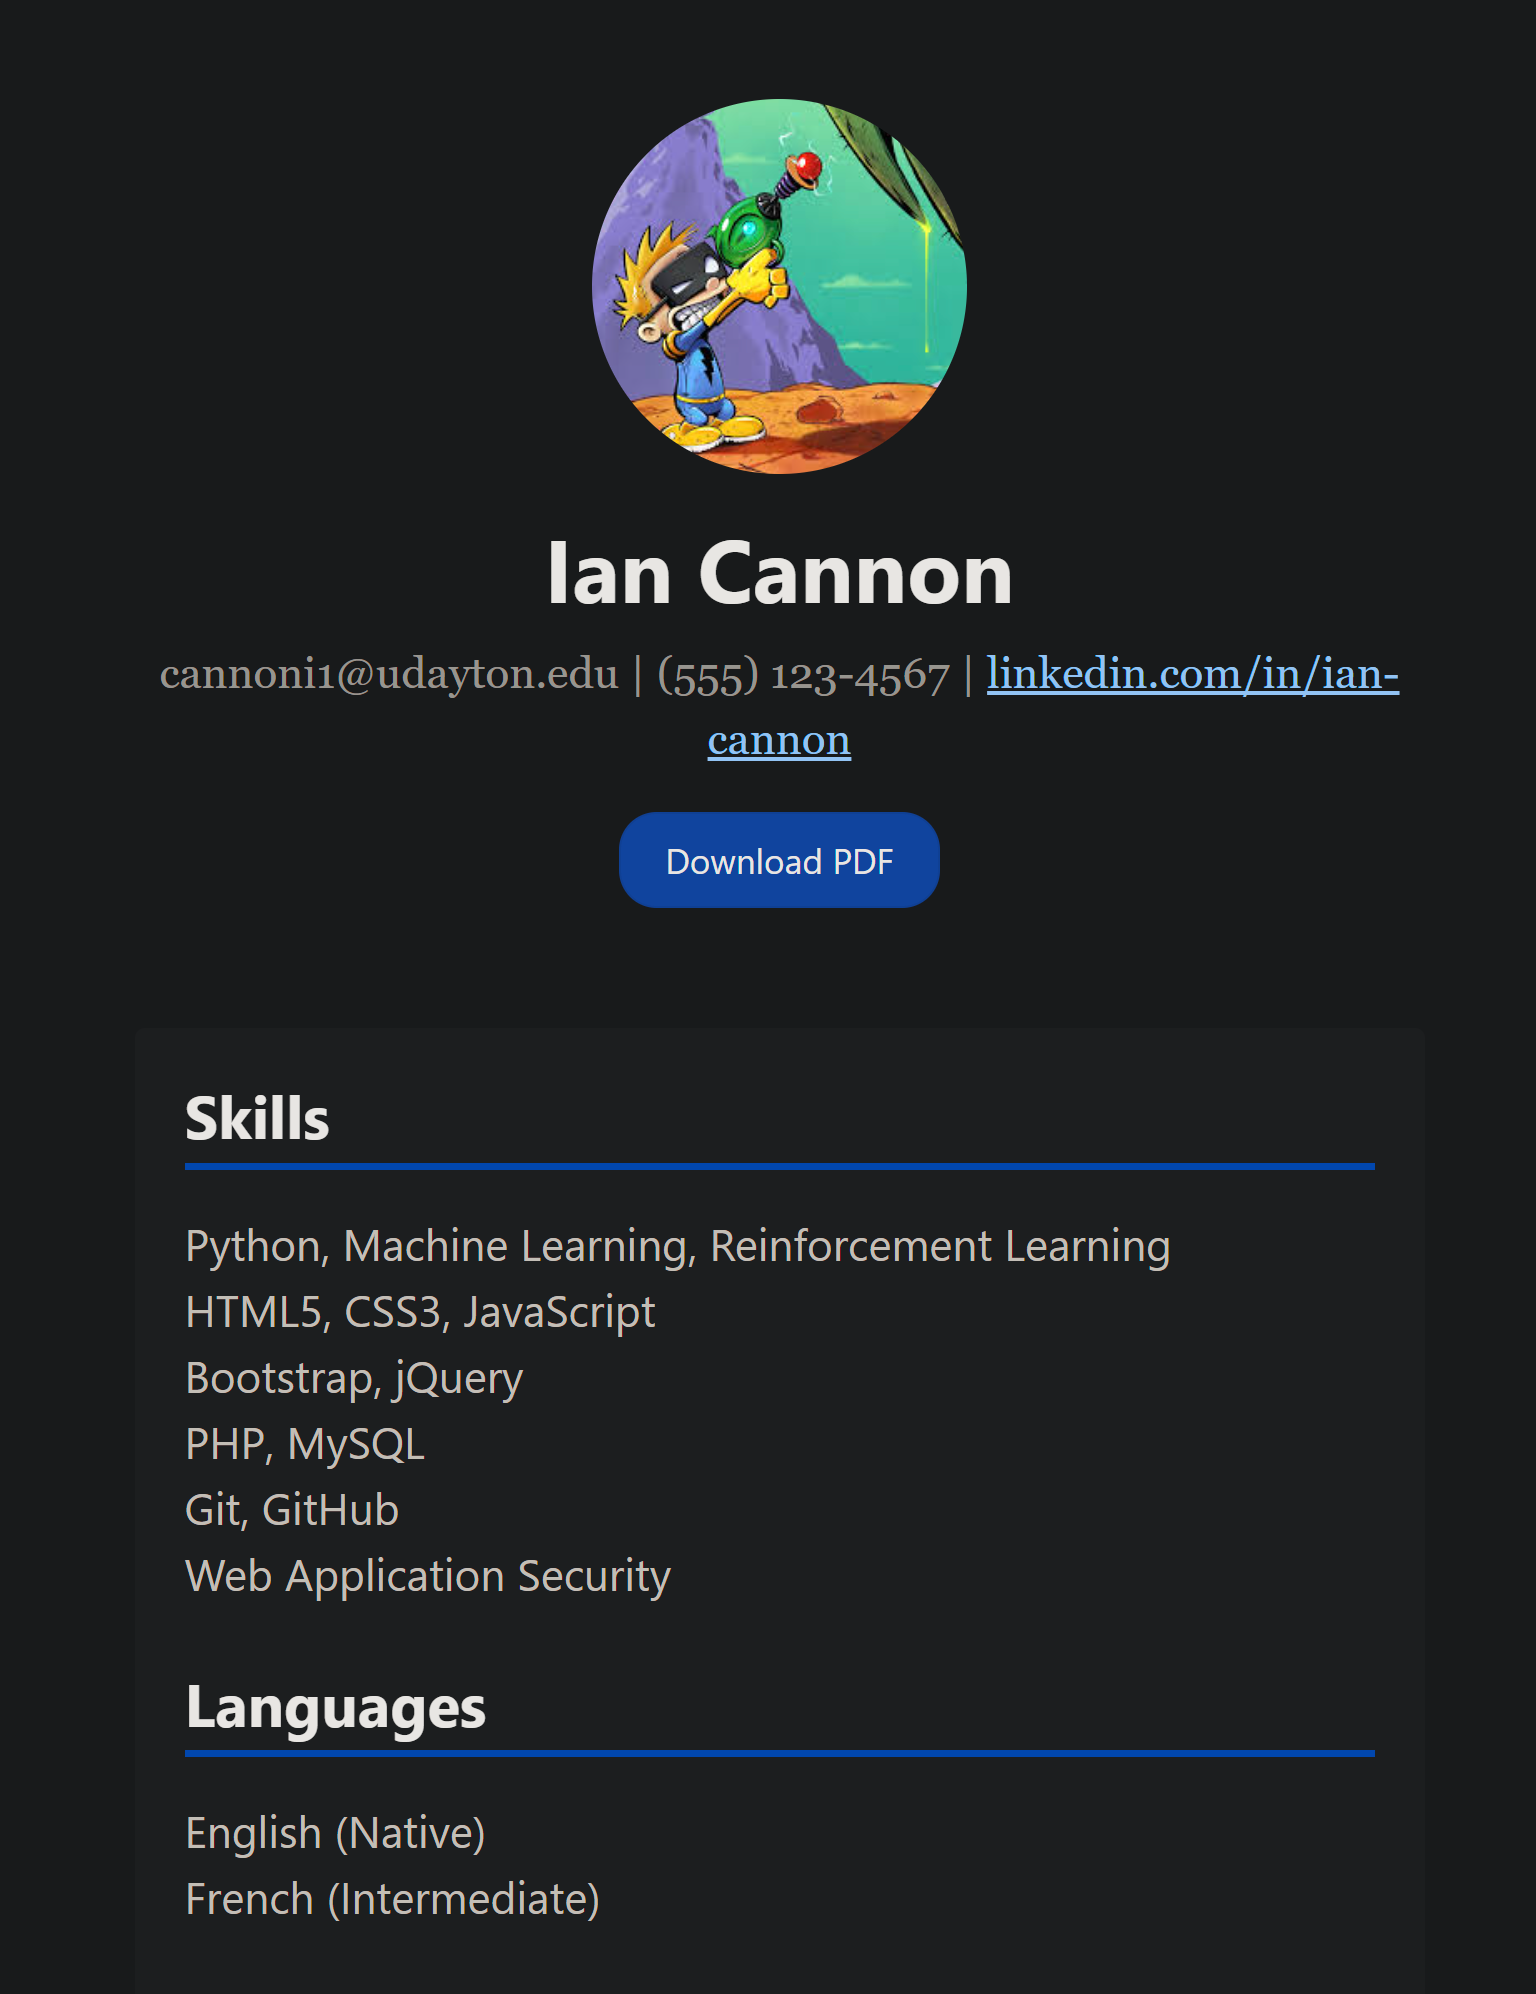 Ian Cannon
cannoni1@udayton.edu | (555) 123-4567 | linkedin.com/in/ian-
cannon
Download PDF
Skills
Python, Machine Learning, Reinforcement Learning
HTML5, CSS3, JavaScript
Bootstrap, jQuery
PHP, MySQL
Git, GitHub
Web Application Security
Languages
English (Native)
French (Intermediate)